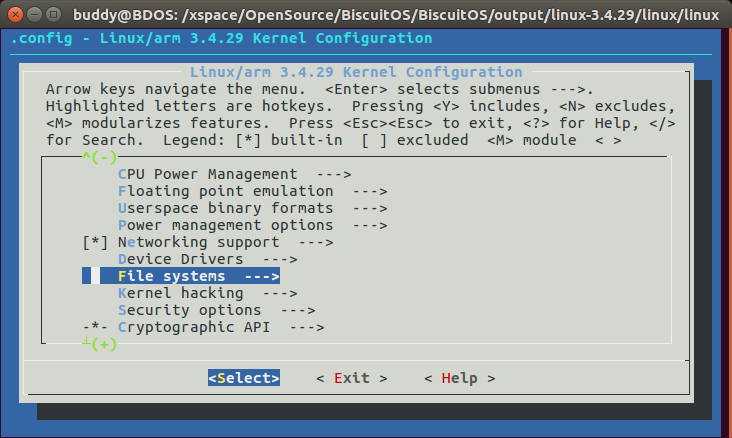 buddy@BDOS: /xspace/OpenSource/BiscuitOS/BiscuitOS/output/linux-3.4.29/linux/linux
.config - Linux/arm 3.4.29 Kernel Configuration
Linux/arm 3.4.29 Kernel Configuration
Arrow keys navigate the menu.  <Enter> selects submenus --->.
Highlighted letters are hotkeys.  Pressing <Y> includes, <N> excludes,
<M> modularizes features.  Press <Esc><Esc> to exit, <?> for Help, </>
for Search.  Legend: [*] built-in  [ ] excluded  <M> module  < >
^(-)
CPU Power Management  --->
Floating point emulation  --->
Userspace binary formats  --->
Power management options  --->
[*] Networking support  --->
Device Drivers  --->
File systems  --->
Kernel hacking  --->
Security options  --->
-*- Cryptographic API  --->
┴(+)
<Select>    < Exit >    < Help >